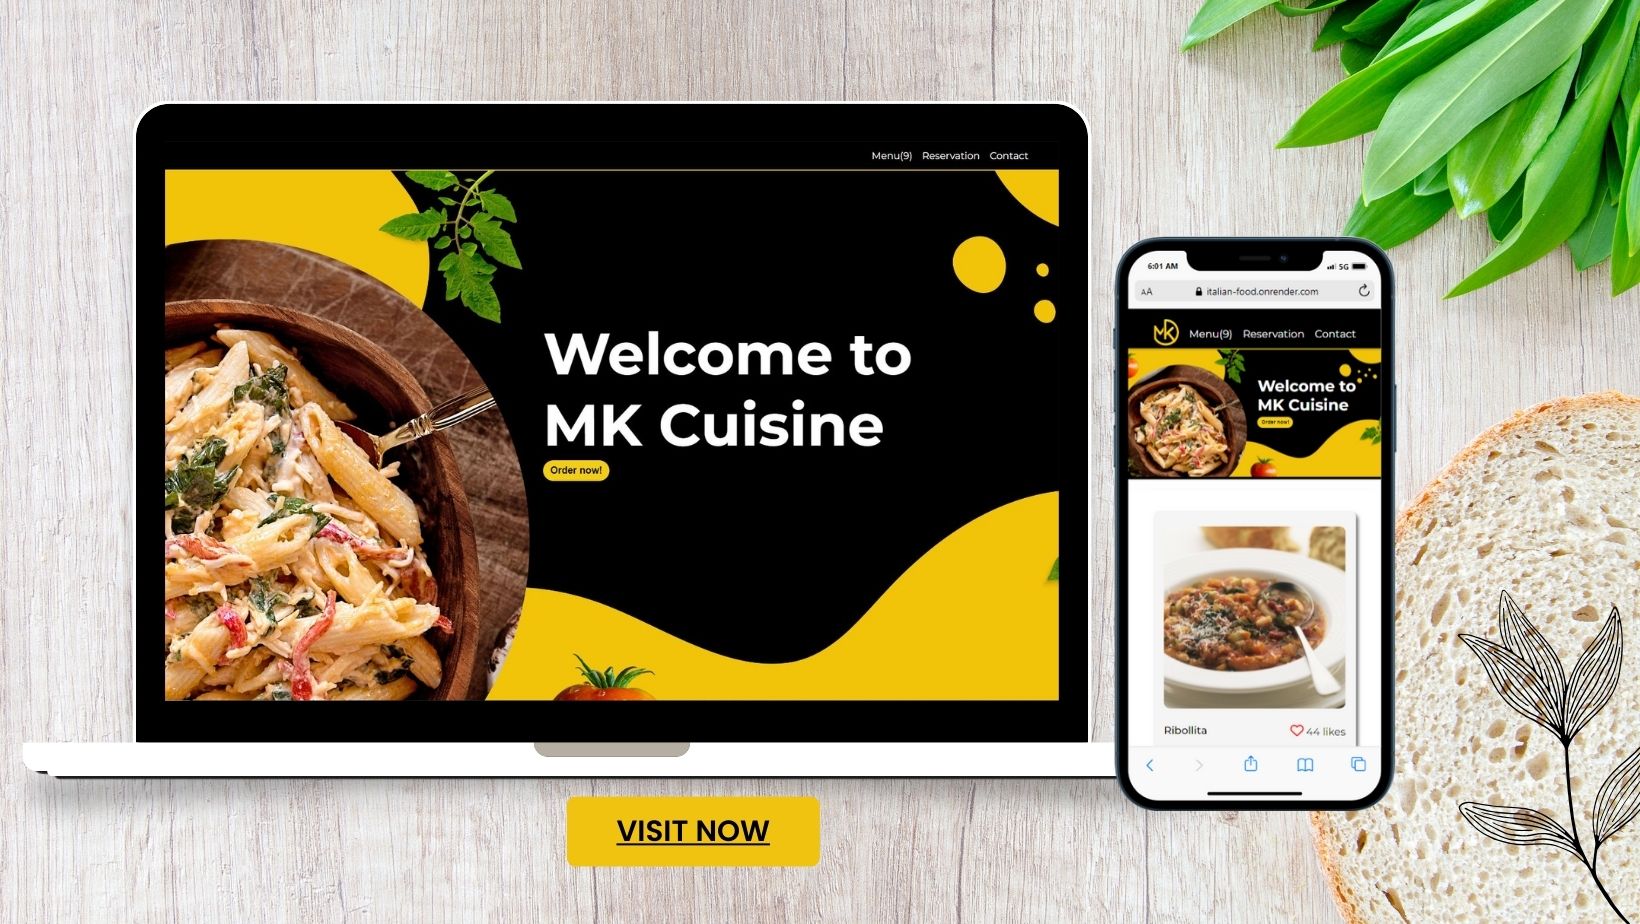 Menu(9) Reservation Contact
Welcome to
MK Cuisine
Order now!
6:01 AM
5G
AA
italian-food.onrender.com
MK
Menu(9) Reservation Contact
Welcome to
MK Cuisine
Order now!
Ribollita
44 likes
VISIT NOW